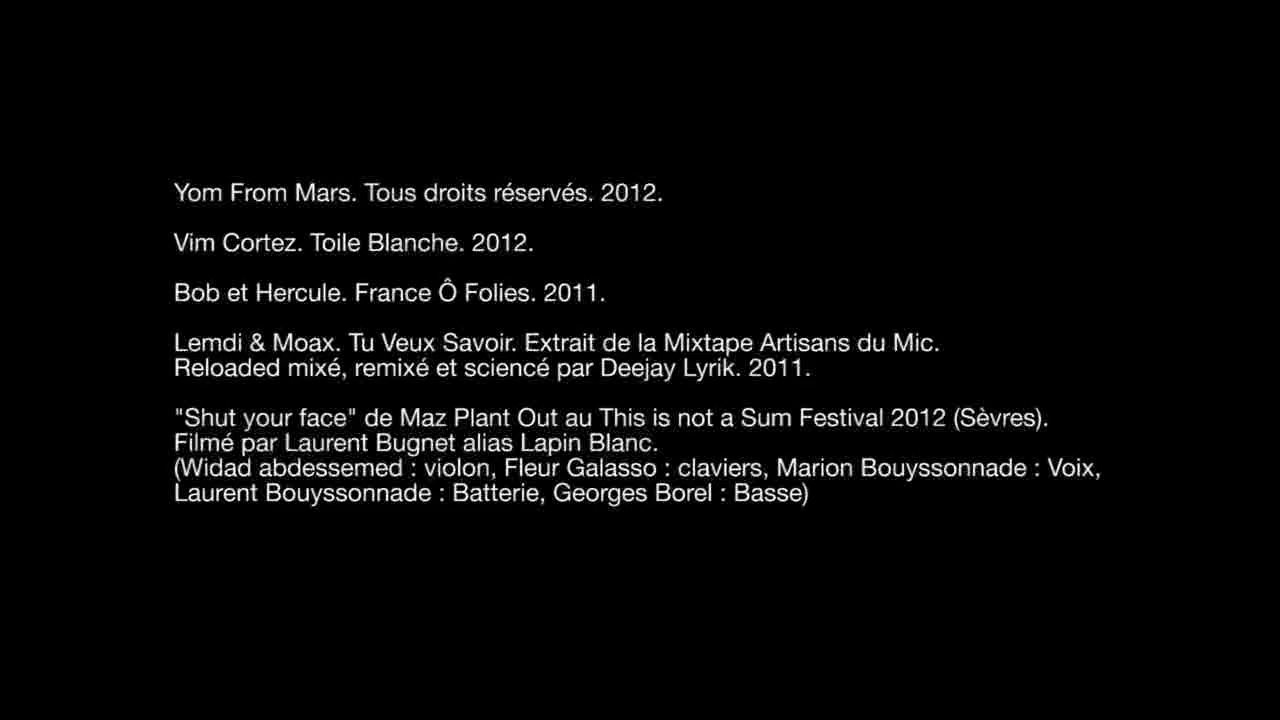 Yom From Mars. Tous droits réservés. 2012.
Vim Cortez. Toile Blanche. 2012.
Bob et Hercule. France Ô Folies. 2011.
Lemdi & Moax. Tu Veux Savoir. Extrait de la Mixtape Artisans du Mic.
Reloaded mixé, remixé et sciencé par Deejay Lyrik. 2011.
"Shut your face" de Maz Plant Out au This is not a Sum Festival 2012 (Sèvres).
Filmé par Laurent Bugnet alias Lapin Blanc.
(Widad abdessemed : violon, Fleur Galasso : claviers, Marion Bouyssonnade : Voix,
Laurent Bouyssonnade : Batterie, Georges Borel : Basse)